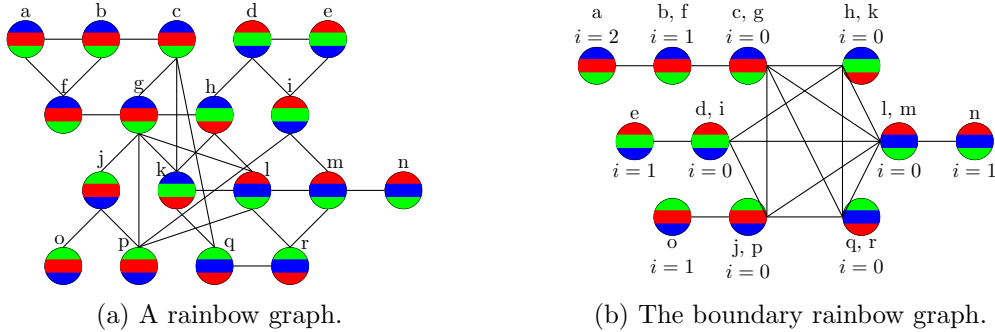 a b c d e
f g h i
j k l m n
o p q r
(a) A rainbow graph.
a b, f c, g h, k
i = 2 i = 1 i = 0 i = 0
e d, i l, m n
i = 1 i = 0 i = 0 i = 1
o j, p q, r
i = 1 i = 0 i = 0
(b) The boundary rainbow graph.